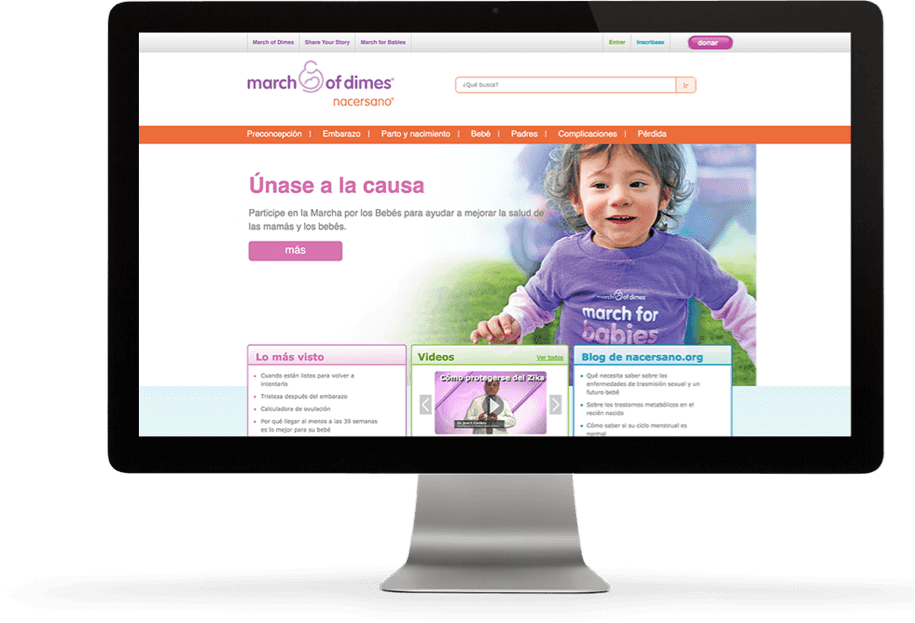 March of Dimes
Share Your Story
March for Babies
Entrar
Inscríbase
donar
march of dimes®
nacersano®
¿Qué busca?
ir
Preconcepción | Embarazo | Parto y nacimiento | Bebé | Padres | Complicaciones | Pérdida
Únase a la causa
Participe en la Marcha por los Bebés para ayudar a mejorar la salud de
las mamás y los bebés.
más
march of dimes
march for
babies
Lo más visto
Cuando están listos para volver a
intentarlo
Tristeza después del embarazo
Calculadora de ovulación
Por qué llegar al menos a las 39 semanas
es lo mejor para su bebé
Videos
Ver todos
Cómo protegerse del Zika
Blog de nacersano.org
Qué necesita saber sobre las
enfermedades de trasmisión sexual y un
futuro bebé
Sobre los trastornos metabólicos en el
recién nacido
Cómo saber si su ciclo menstrual es
normal